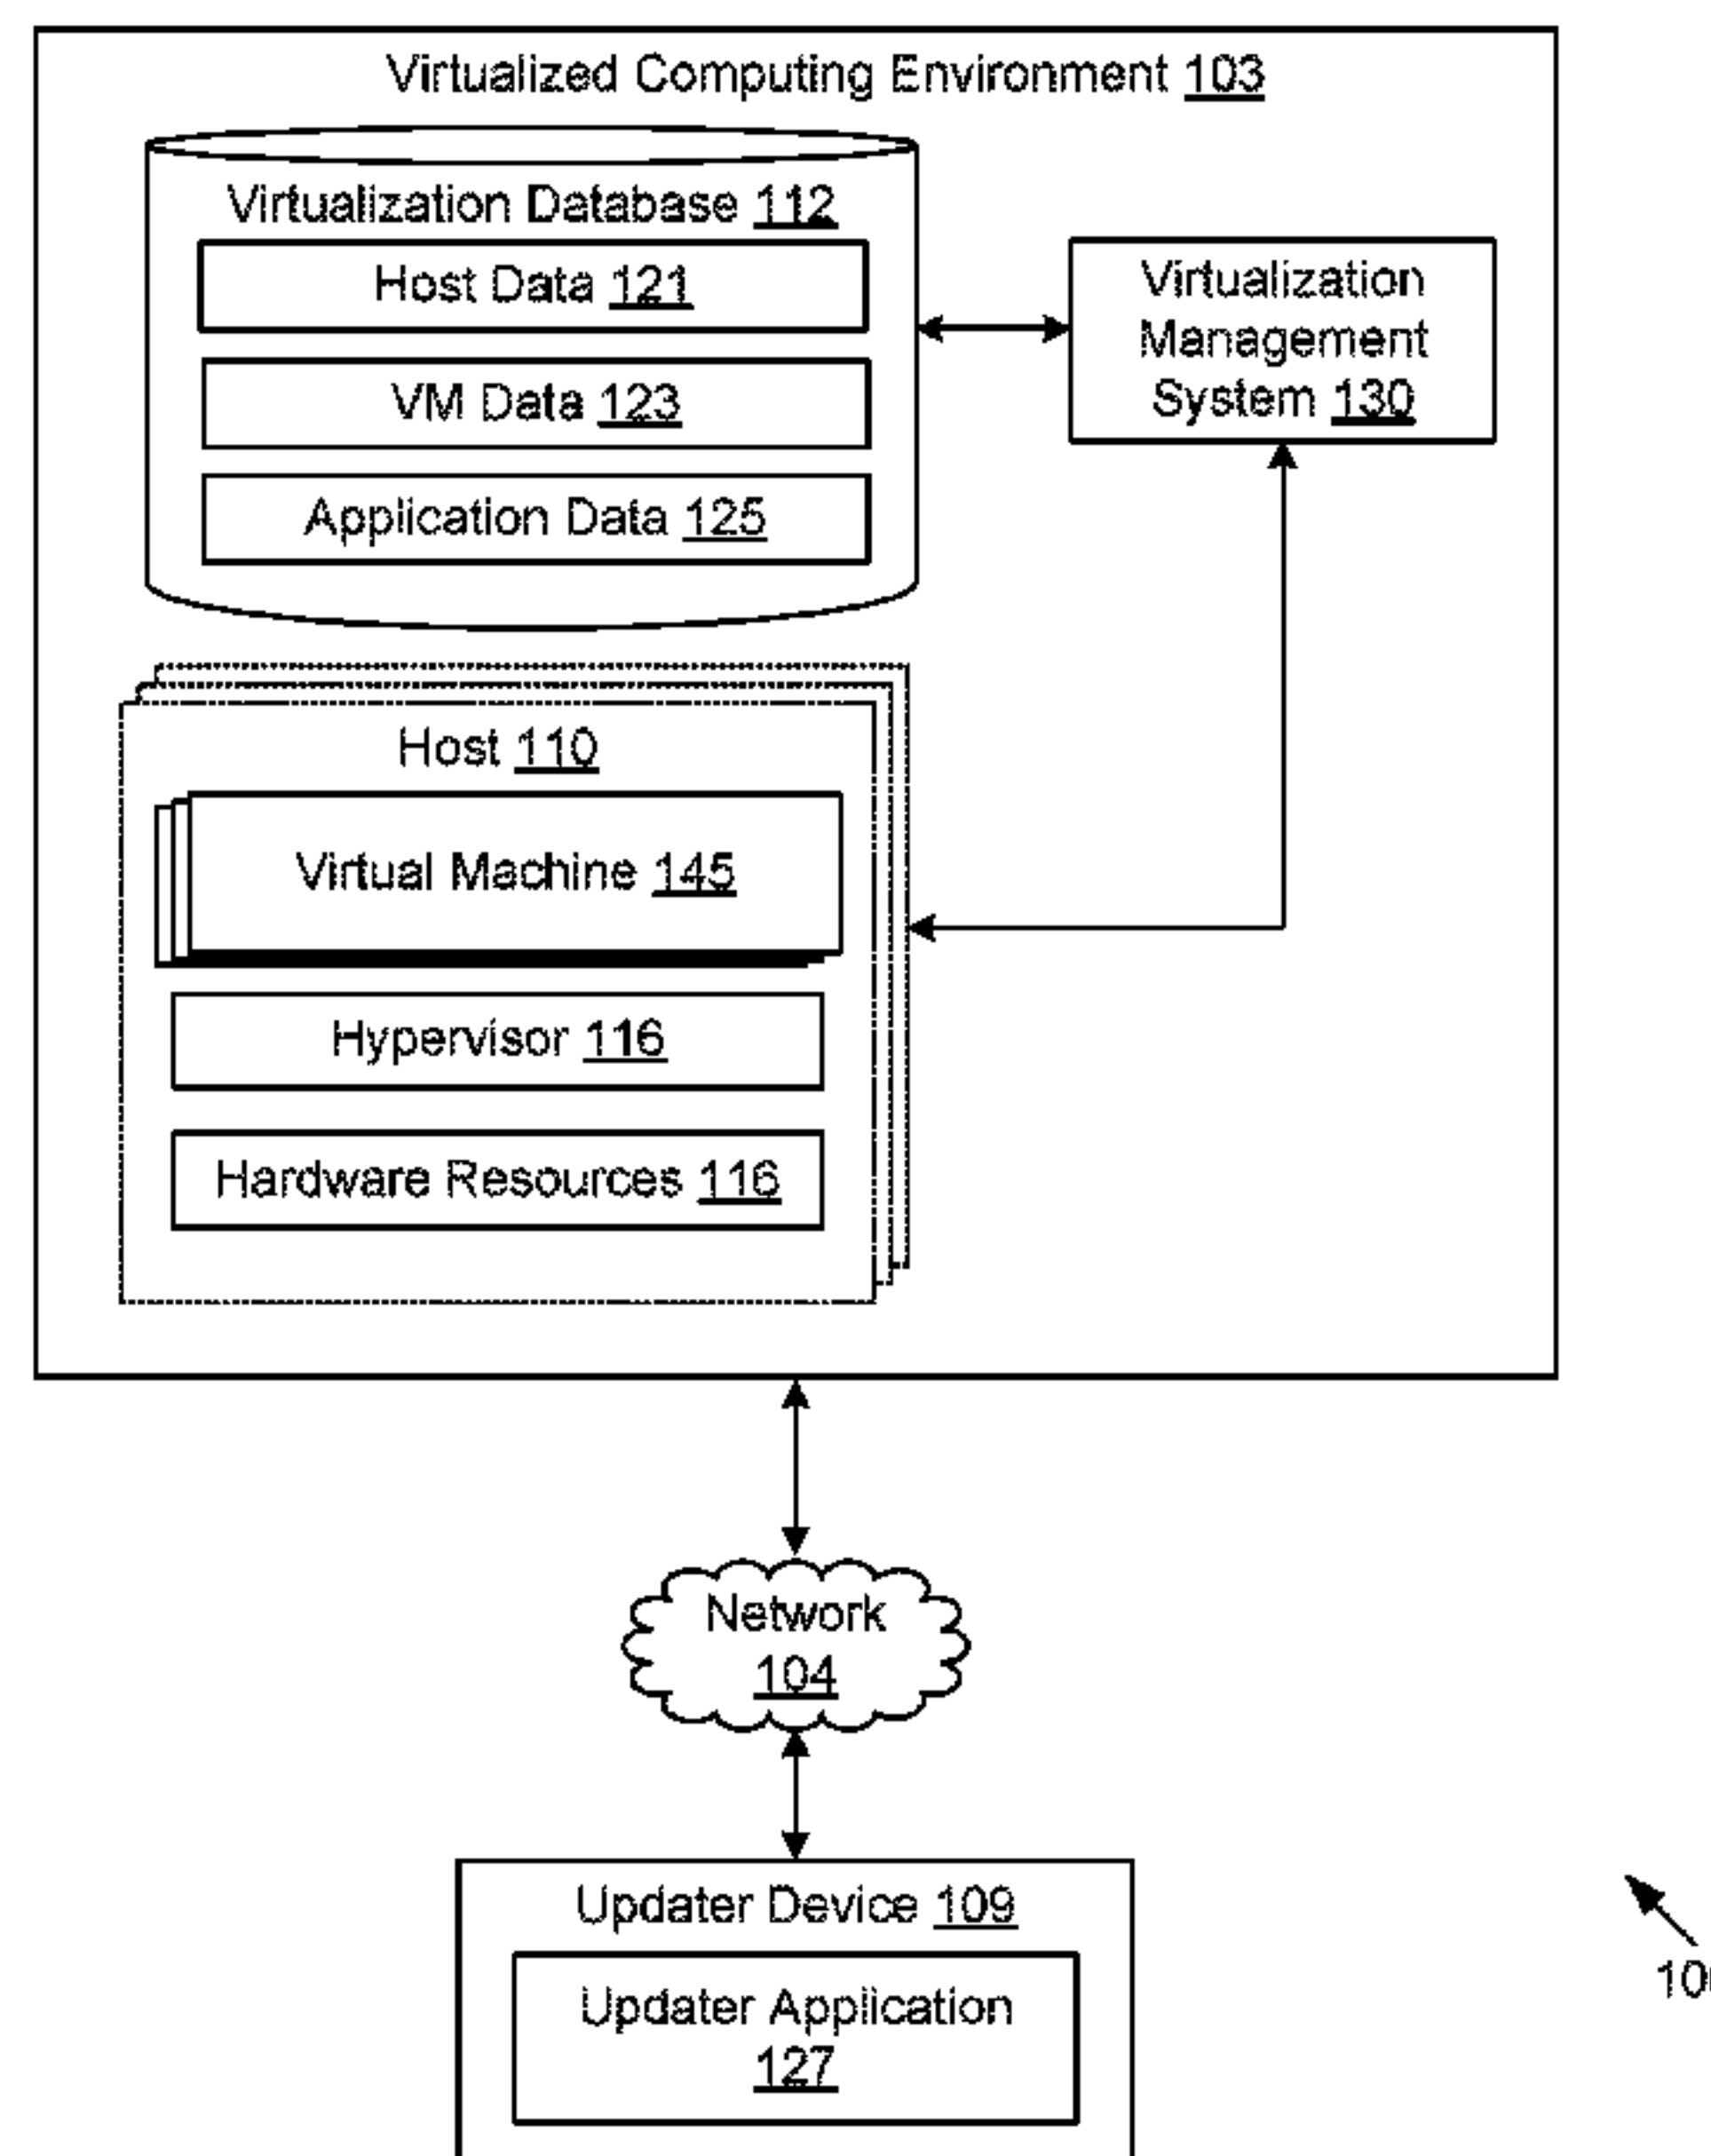 Virtualized Computing Environment 103
Virtualization Database 112
Host Data 121
VM Data 123
Application Data 125
Virtualization
Management
System 130
Host 110
Virtual Machine 145
Hypervisor 116
Hardware Resources 116
Network
104
Updater Device 109
Updater Application
127